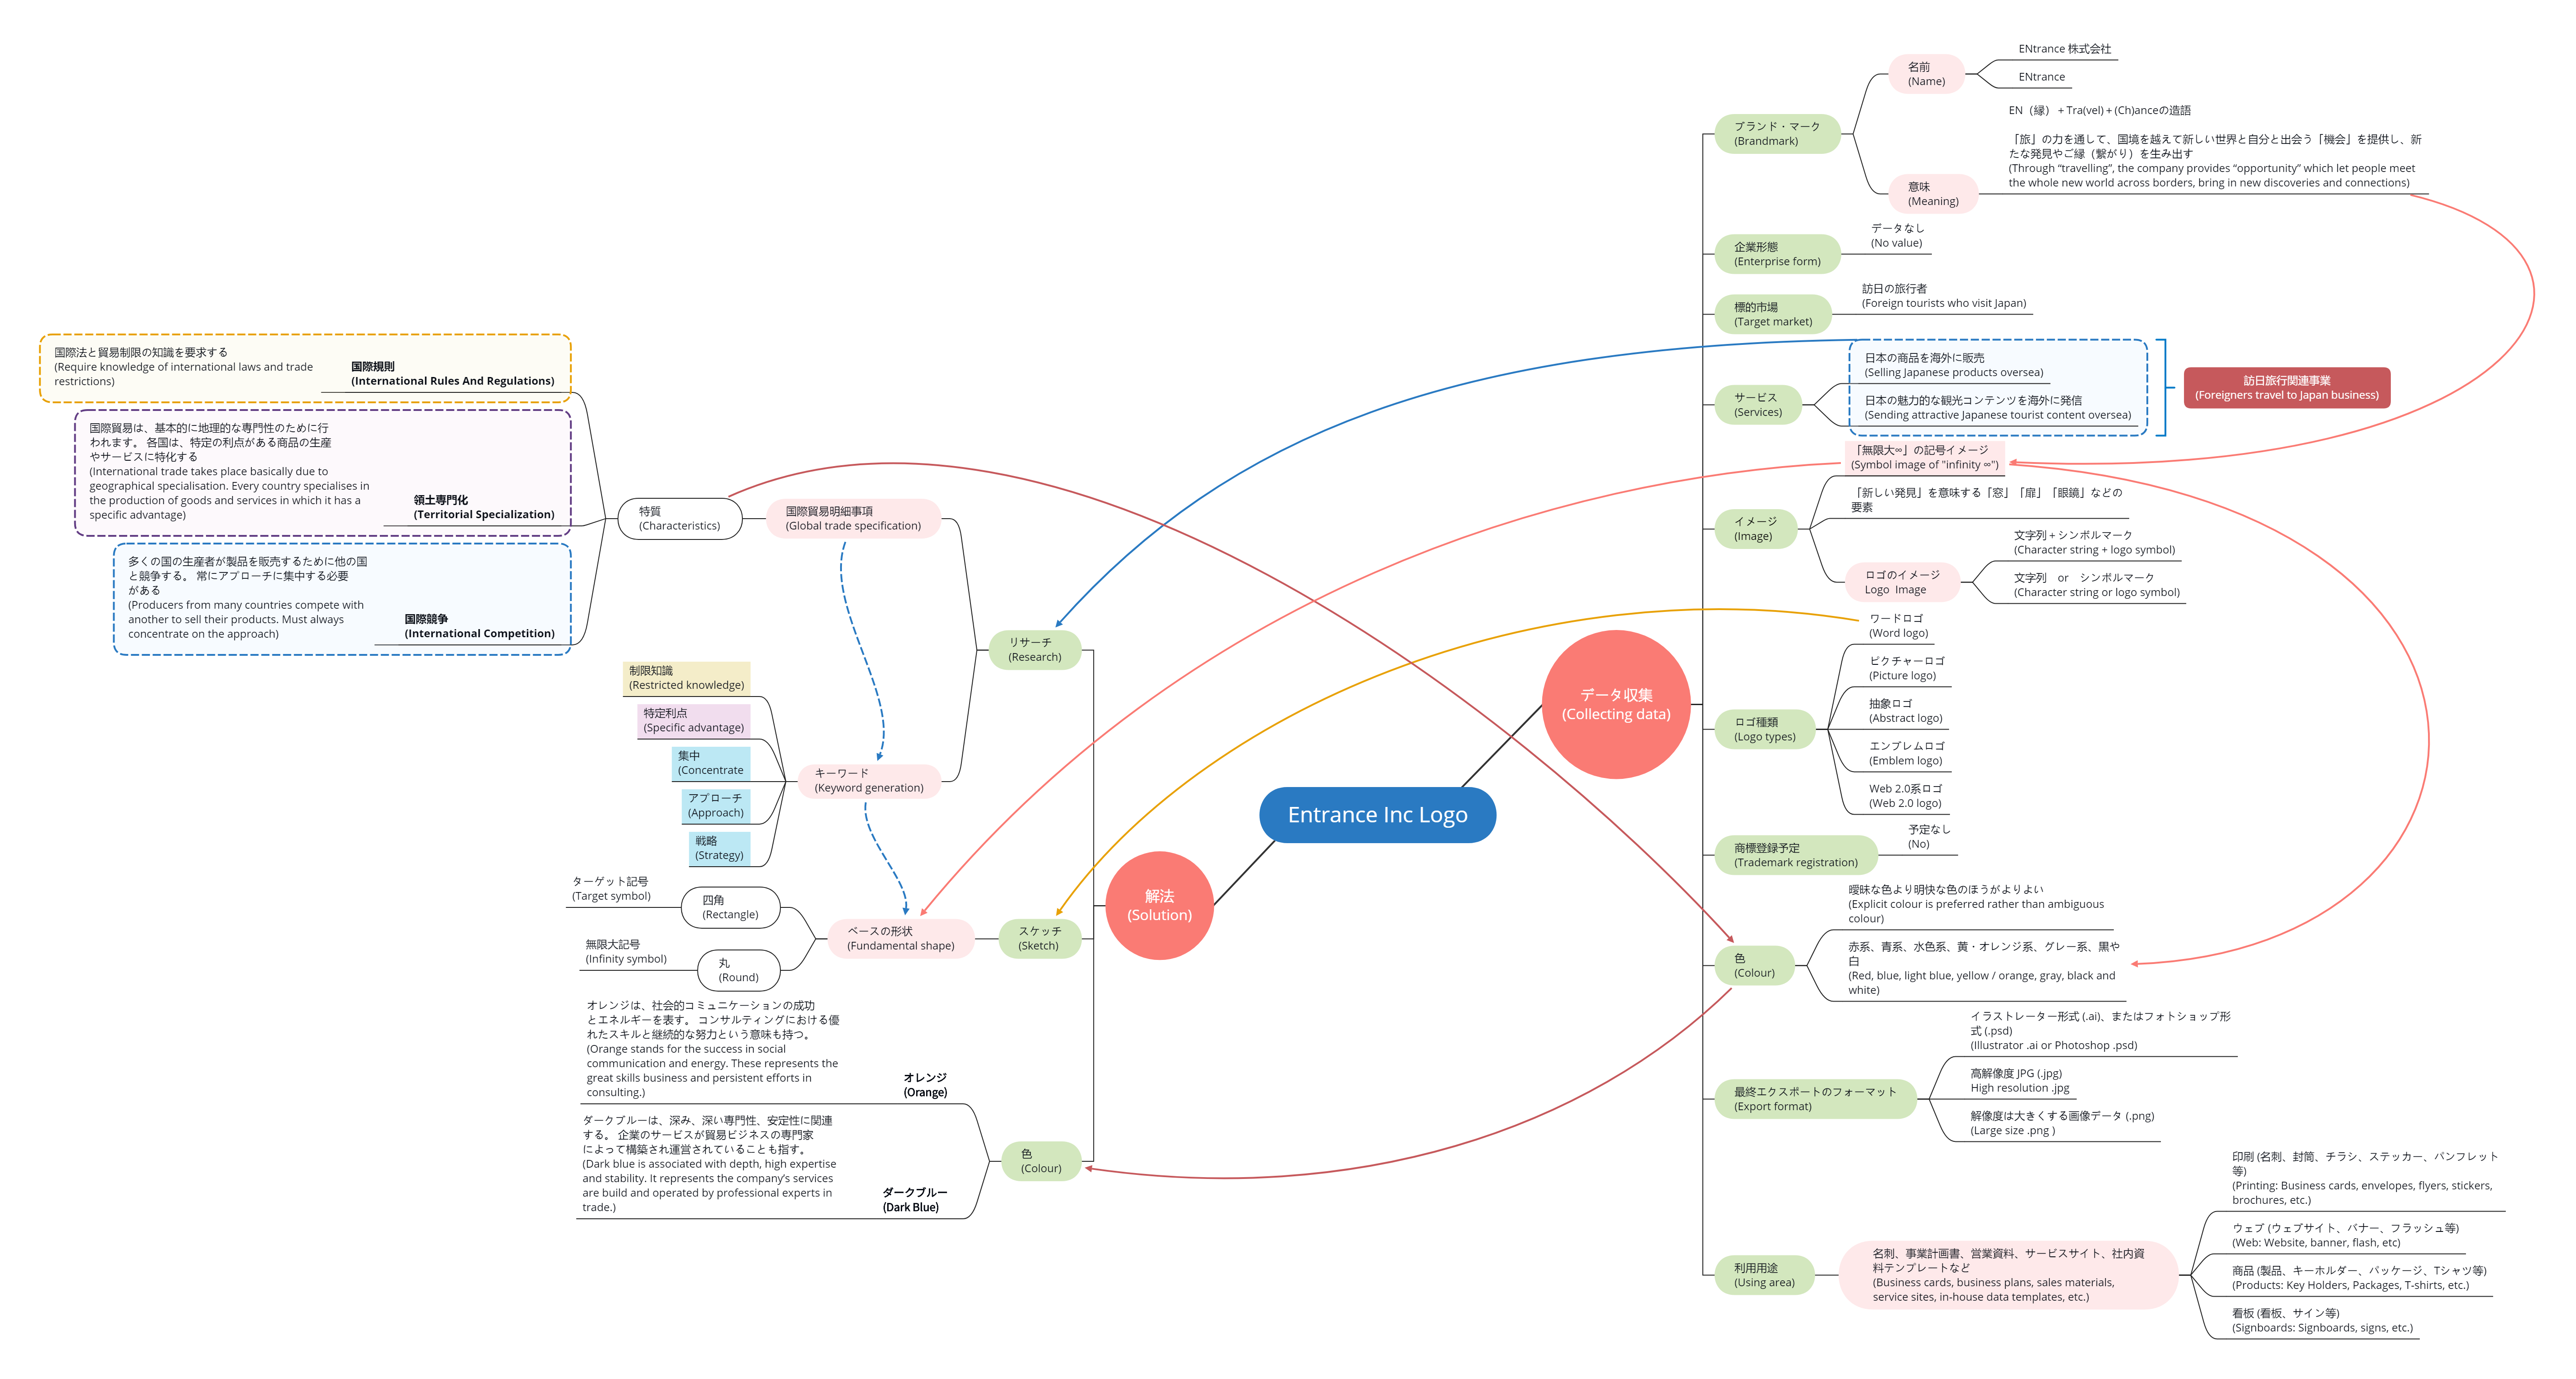 Entrance Inc Logo
データ収集
(Collecting data)
ブランド・マーク
(Brandmark)
名前
(Name)
ENtrance 株式会社
ENtrance
意味
(Meaning)
EN（縁）+ Tra(vel) + (Ch)anceの造語
「旅」の力を通して、国境を越えて新しい世界と自分と出会う「機会」を提供し、新
たな発見やご縁（繋がり）を生み出す
(Through “travelling”, the company provides “opportunity” which let people meet
the whole new world across borders, bring in new discoveries and connections)
企業形態
(Enterprise form)
データなし
(No value)
標的市場
(Target market)
訪日の旅行者
(Foreign tourists who visit Japan)
サービス
(Services)
日本の商品を海外に販売
(Selling Japanese products oversea)
日本の魅力的な観光コンテンツを海外に発信
(Sending attractive Japanese tourist content oversea)
訪日旅行関連事業
(Foreigners travel to Japan business)
イメージ
(Image)
「無限大∞」の記号イメージ
(Symbol image of "infinity ∞")
「新しい発見」を意味する「窓」「扉」「眼鏡」などの
要素
ロゴのイメージ
Logo Image
文字列 + シンボルマーク
(Character string + logo symbol)
文字列 or シンボルマーク
(Character string or logo symbol)
ロゴ種類
(Logo types)
ワードロゴ
(Word logo)
ピクチャーロゴ
(Picture logo)
抽象ロゴ
(Abstract logo)
エンブレムロゴ
(Emblem logo)
Web 2.0系ロゴ
(Web 2.0 logo)
商標登録予定
(Trademark registration)
予定なし
(No)
色
(Colour)
曖昧な色より明快な色のほうがよりよい
(Explicit colour is preferred rather than ambiguous
colour)
赤系、青系、水色系、黄・オレンジ系、グレー系、黒や
白
(Red, blue, light blue, yellow / orange, gray, black and
white)
最終エクスポートのフォーマット
(Export format)
イラストレーター形式 (.ai)、またはフォトショップ形
式 (.psd)
(Illustrator .ai or Photoshop .psd)
高解像度 JPG (.jpg)
High resolution .jpg
解像度は大きくする画像データ (.png)
(Large size .png )
利用用途
(Using area)
名刺、事業計画書、営業資料、サービスサイト、社内資
料テンプレートなど
(Business cards, business plans, sales materials,
service sites, in-house data templates, etc.)
印刷 (名刺、封筒、チラシ、ステッカー、パンフレット
等)
(Printing: Business cards, envelopes, flyers, stickers,
brochures, etc.)
ウェブ (ウェブサイト、バナー、フラッシュ等)
(Web: Website, banner, flash, etc)
商品 (製品、キーホルダー、パッケージ、Tシャツ等)
(Products: Key Holders, Packages, T-shirts, etc.)
看板 (看板、サイン等)
(Signboards: Signboards, signs, etc.)
解法
(Solution)
リサーチ
(Research)
国際貿易明細事項
(Global trade specification)
特質
(Characteristics)
国際規則
(International Rules And Regulations)
国際法と貿易制限の知識を要求する
(Require knowledge of international laws and trade
restrictions)
領土専門化
(Territorial Specialization)
国際貿易は、基本的に地理的な専門性のために行
われます。 各国は、特定の利点がある商品の生産
やサービスに特化する
(International trade takes place basically due to
geographical specialisation. Every country specialises in
the production of goods and services in which it has a
specific advantage)
国際競争
(International Competition)
多くの国の生産者が製品を販売するために他の国
と競争する。 常にアプローチに集中する必要
がある
(Producers from many countries compete with
another to sell their products. Must always
concentrate on the approach)
キーワード
(Keyword generation)
制限知識
(Restricted knowledge)
特定利点
(Specific advantage)
集中
(Concentrate
アプローチ
(Approach)
戦略
(Strategy)
スケッチ
(Sketch)
ベースの形状
(Fundamental shape)
四角
(Rectangle)
ターゲット記号
(Target symbol)
丸
(Round)
無限大記号
(Infinity symbol)
色
(Colour)
オレンジ
(Orange)
オレンジは、社会的コミュニケーションの成功
とエネルギーを表す。 コンサルティングにおける優
れたスキルと継続的な努力という意味も持つ。
(Orange stands for the success in social
communication and energy. These represents the
great skills business and persistent efforts in
consulting.)
ダークブルー
(Dark Blue)
ダークブルーは、深み、深い専門性、安定性に関連
する。 企業のサービスが貿易ビジネスの専門家
によって構築され運営されていることも指す。
(Dark blue is associated with depth, high expertise
and stability. It represents the company’s services
are build and operated by professional experts in
trade.)